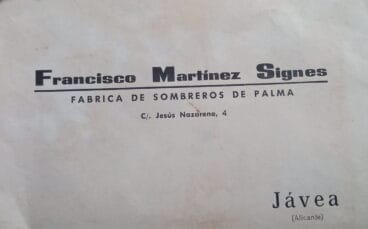 Francisco Martínez Signes
FABRICA DE SOMBREROS DE PALMA
C/. Jesús Nazareno, 4
Jávea
(Alicante)